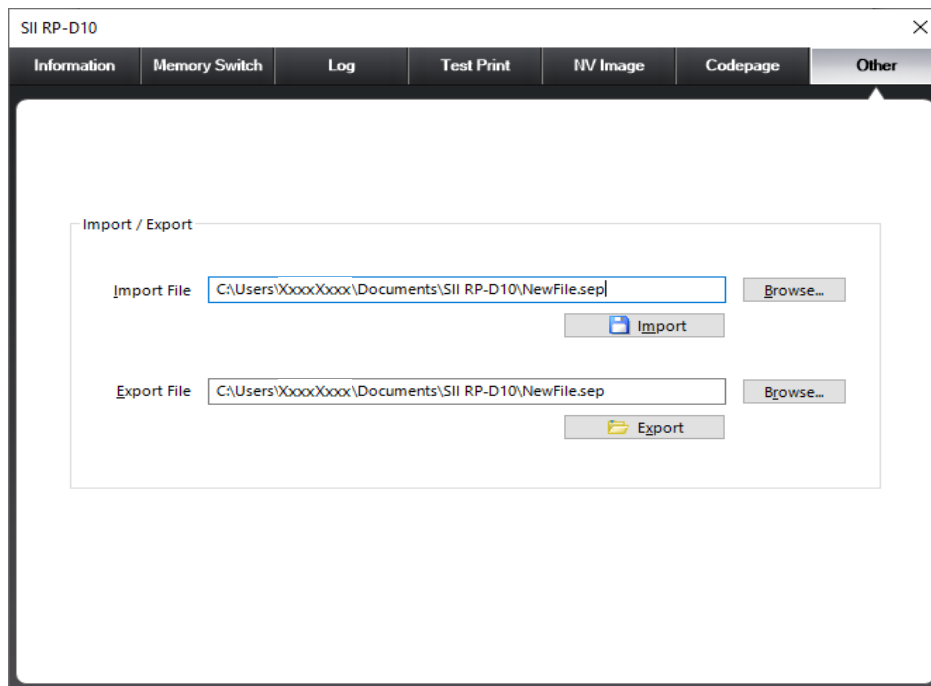 SII RP-D10
Information Memory Switch Log Test Print NV Image Codepage Other
Import / Export
Import File C:\Users\XxxxXxxx\Documents\SII RP-D10\NewFile.sep Browse...
Import
Export File C:\Users\XxxxXxxx\Documents\SII RP-D10\NewFile.sep Browse...
Export